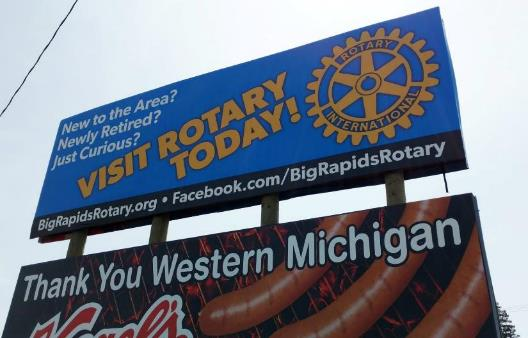 New to the Area?
Newly Retired?
Just Curious?
VISIT ROTARY
TODAY!
ROTARY
INTERNATIONAL
BigRapidsRotary.org • Facebook.com/BigRapidsRotary
Thank You Western Michigan